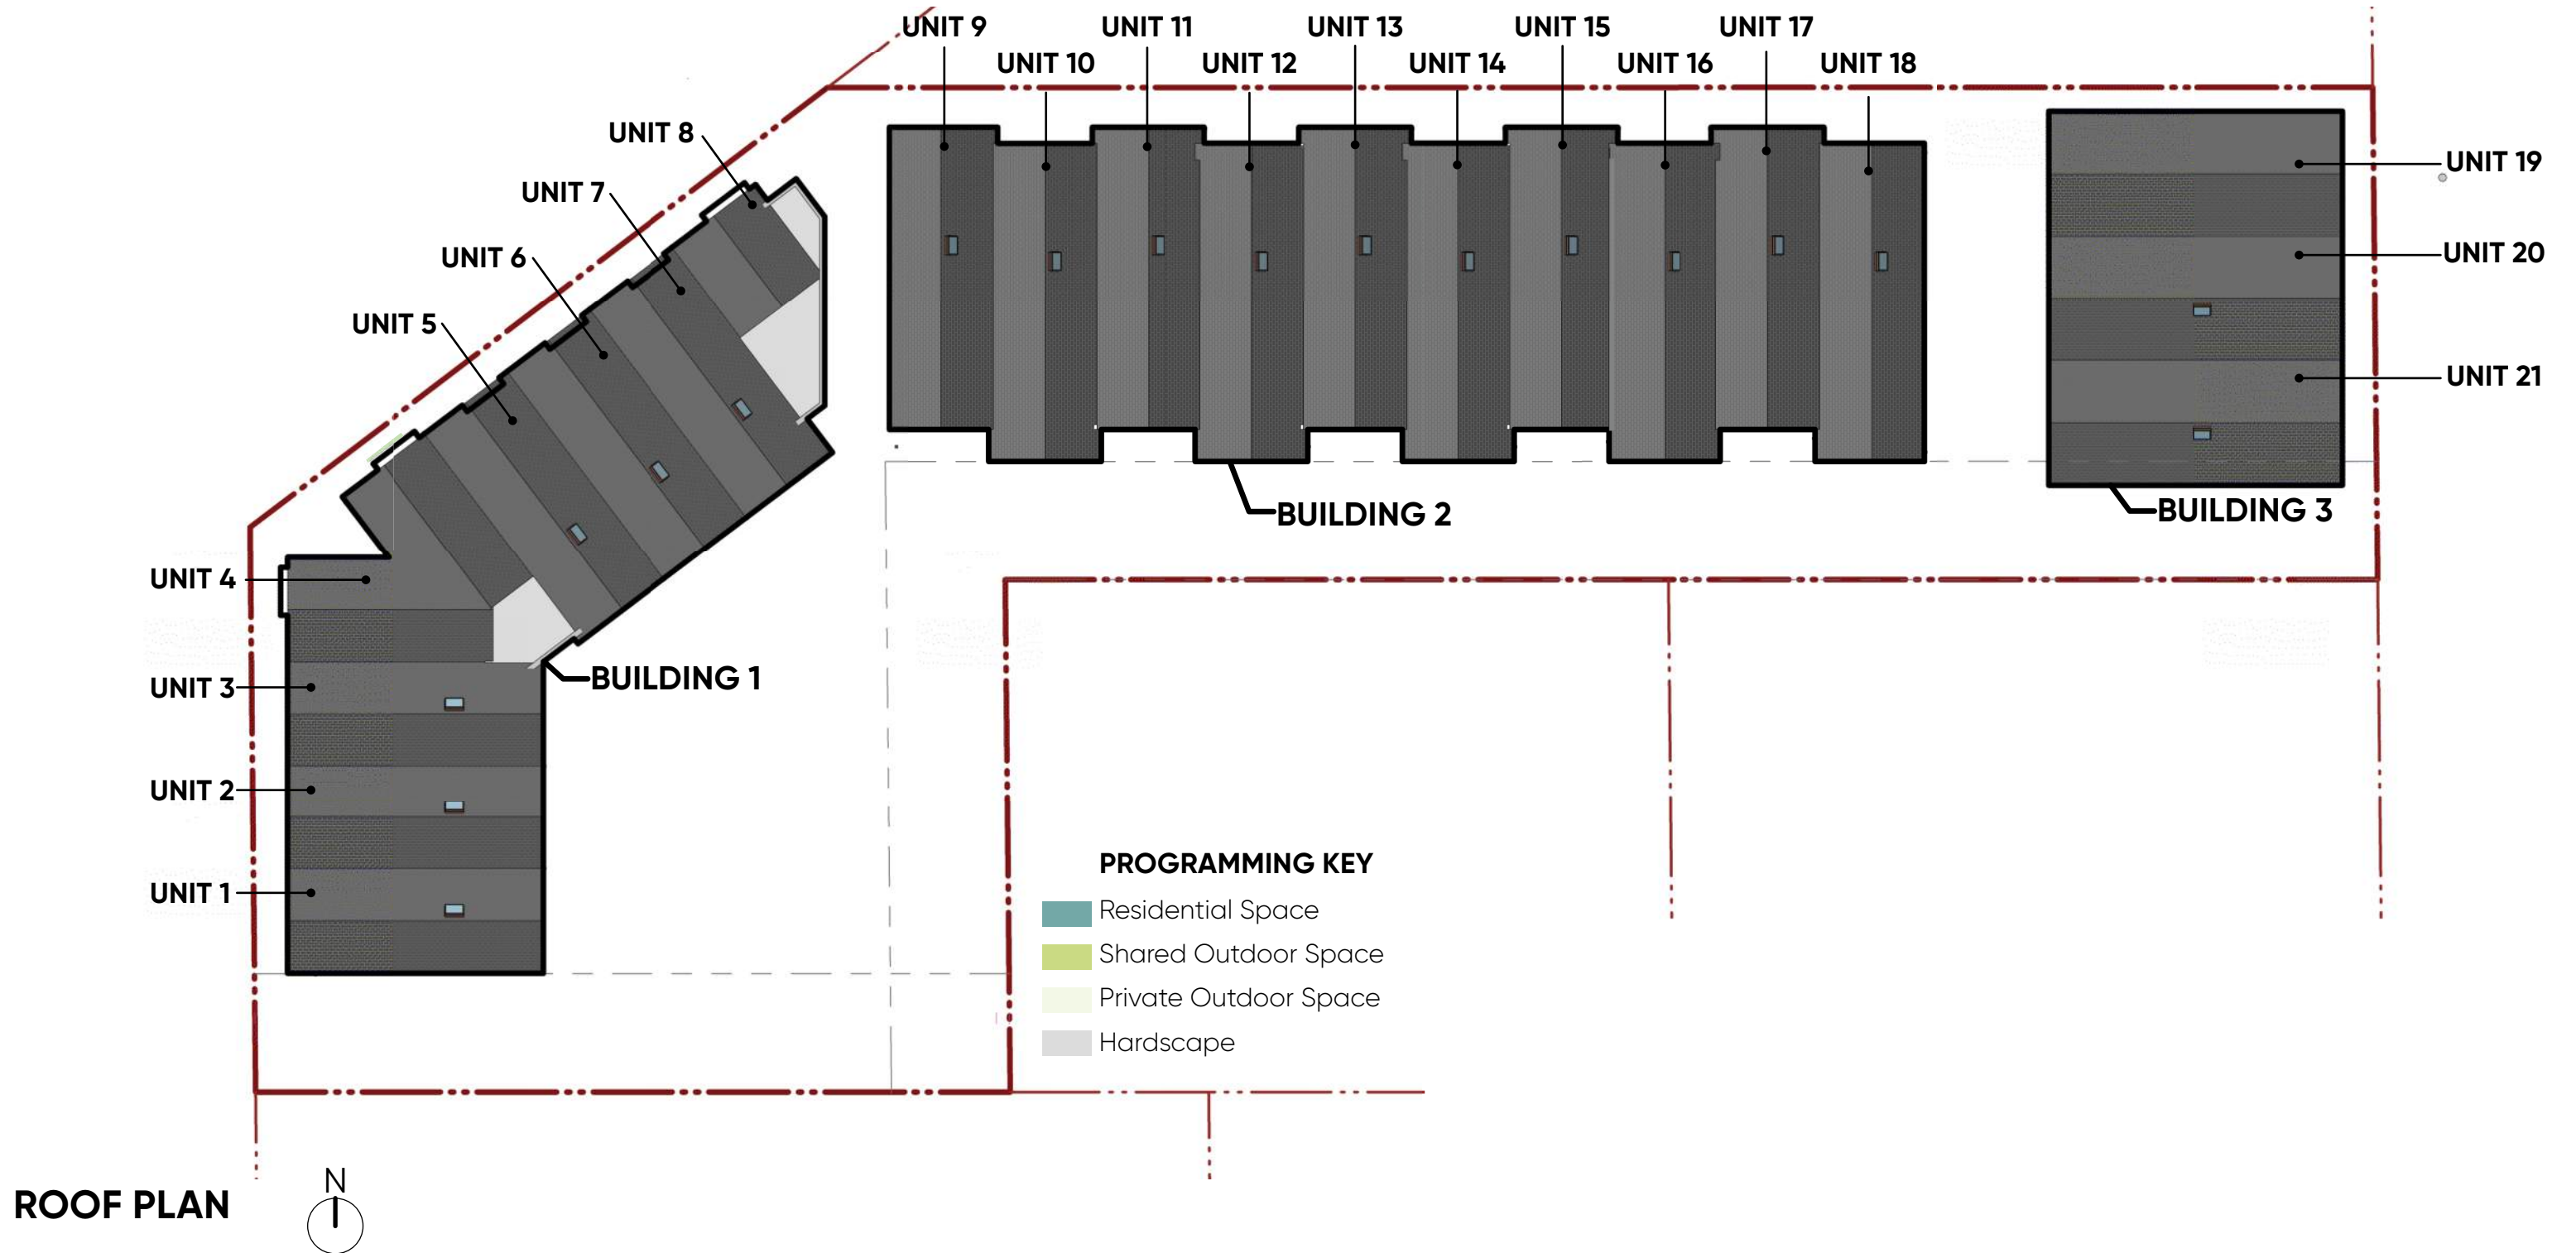 UNIT 9
UNIT 11
UNIT 13
UNIT 15
UNIT 17
UNIT 10
UNIT 12
UNIT 14
UNIT 16
UNIT 18
UNIT 8
UNIT 7
UNIT 6
UNIT 5
UNIT 19
UNIT 20
UNIT 21
BUILDING 2
BUILDING 3
UNIT 4
UNIT 3
BUILDING 1
UNIT 2
UNIT 1
PROGRAMMING KEY
Residential Space
Shared Outdoor Space
Private Outdoor Space
Hardscape
ROOF PLAN
N